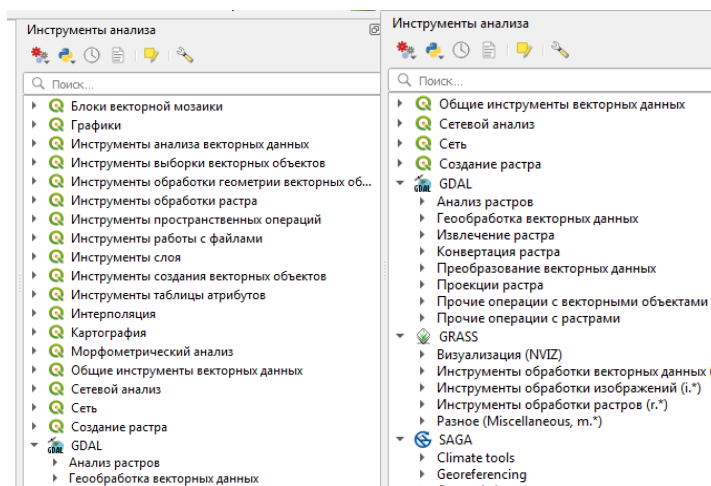 Инструменты анализа
Поиск...
Блоки векторной мозаики
Графики
Инструменты анализа векторных данных
Инструменты выборки векторных объектов
Инструменты обработки геометрии векторных об...
Инструменты обработки растра
Инструменты пространственных операций
Инструменты работы с файлами
Инструменты слоя
Инструменты создания векторных объектов
Инструменты таблицы атрибутов
Интерполяция
Картография
Морфометрический анализ
Общие инструменты векторных данных
Сетевой анализ
Сеть
Создание растра
GDAL
Анализ растров
Геообработка векторных данных
Инструменты анализа
Поиск...
Общие инструменты векторных данных
Сетевой анализ
Сеть
Создание растра
GDAL
Анализ растров
Геообработка векторных данных
Извлечение растра
Конвертация растра
Преобразование векторных данных
Проекции растра
Прочие операции с векторными объектами
Прочие операции с растрами
GRASS
Визуализация (NVIZ)
Инструменты обработки векторных данных (
Инструменты обработки изображений (i.*)
Инструменты обработки растров (r.*)
Разное (Miscellaneous, m.*)
SAGA
Climate tools
Georeferencing